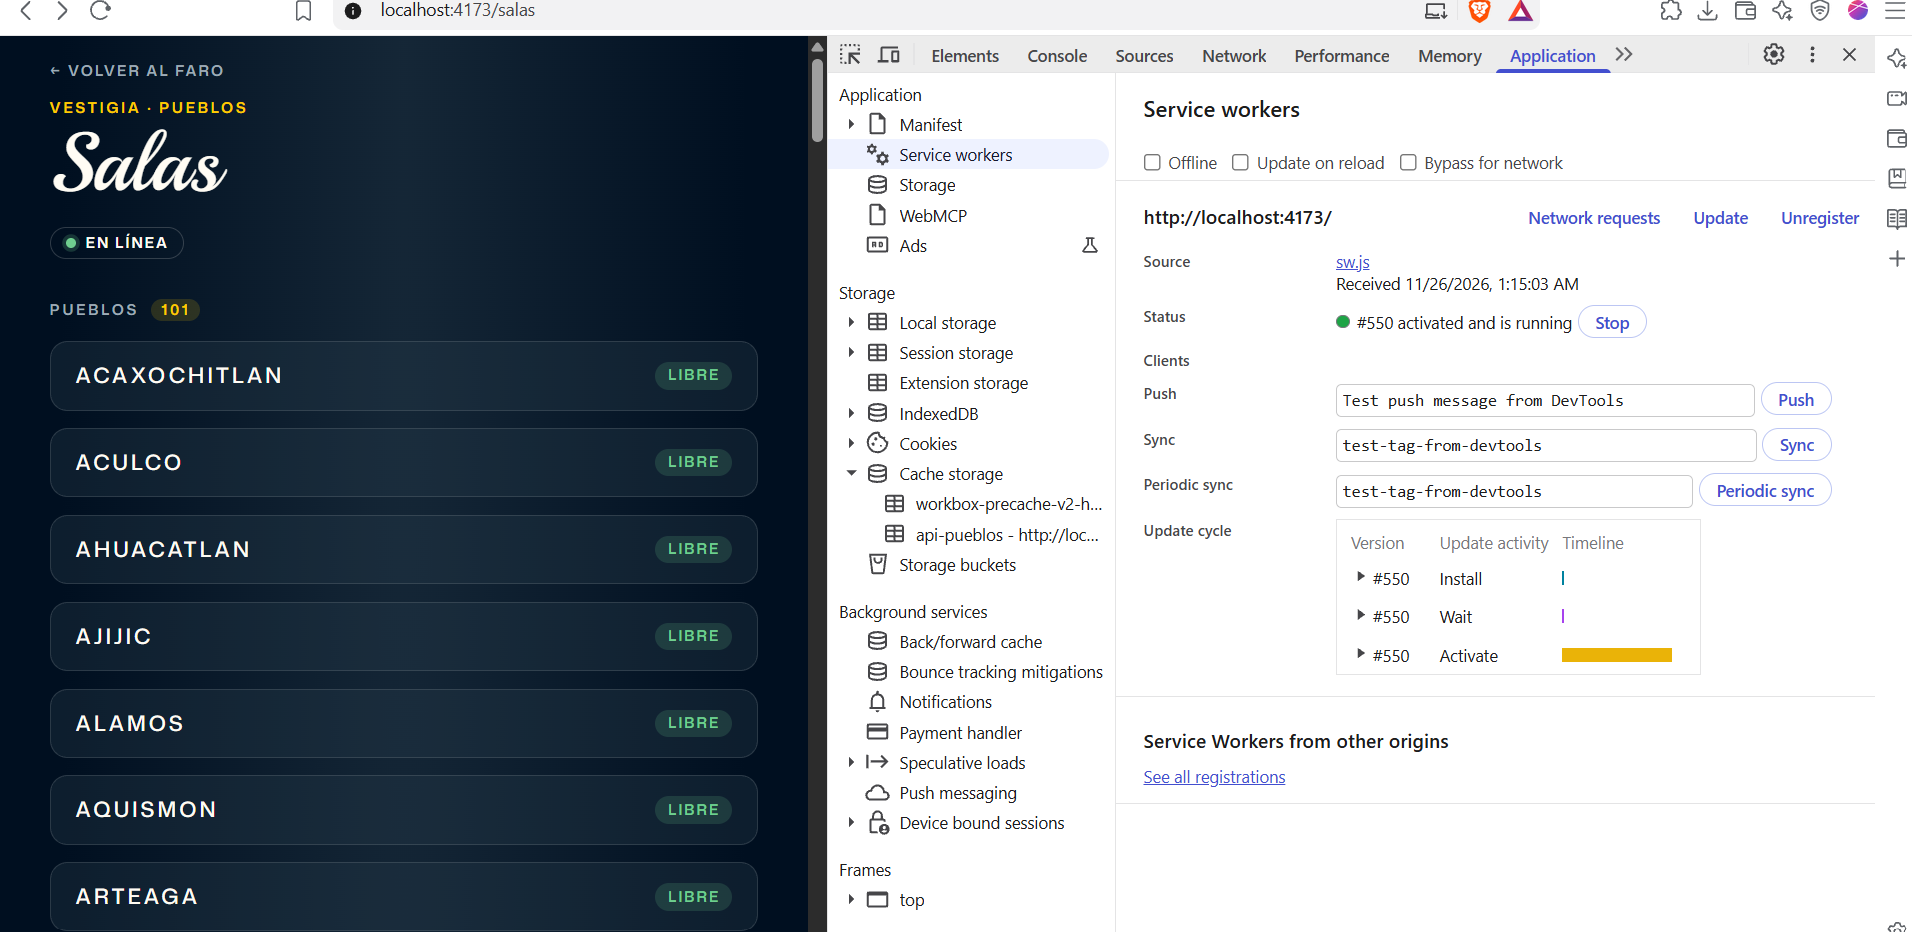 localhost:4173/salas
← VOLVER AL FARO
VESTIGIA · PUEBLOS
Salas
EN LÍNEA
PUEBLOS 101
ACAXOCHITLAN LIBRE
ACULCO LIBRE
AHUACATLAN LIBRE
AJIJIC LIBRE
ALAMOS LIBRE
AQUISMON LIBRE
ARTEAGA LIBRE
Elements Console Sources Network Performance Memory Application
Application
Manifest
Service workers
Storage
WebMCP
Ads
Storage
Local storage
Session storage
Extension storage
IndexedDB
Cookies
Cache storage
workbox-precache-v2-h...
api-pueblos - http://loc...
Storage buckets
Background services
Back/forward cache
Bounce tracking mitigations
Notifications
Payment handler
Speculative loads
Push messaging
Device bound sessions
Frames
top
Service workers
Offline Update on reload Bypass for network
http://localhost:4173/ Network requests Update Unregister
Source sw.js
Received 11/26/2026, 1:15:03 AM
Status #550 activated and is running Stop
Clients
Push Test push message from DevTools Push
Sync test-tag-from-devtools Sync
Periodic sync test-tag-from-devtools Periodic sync
Update cycle
Version Update activity Timeline
#550 Install
#550 Wait
#550 Activate
Service Workers from other origins
See all registrations